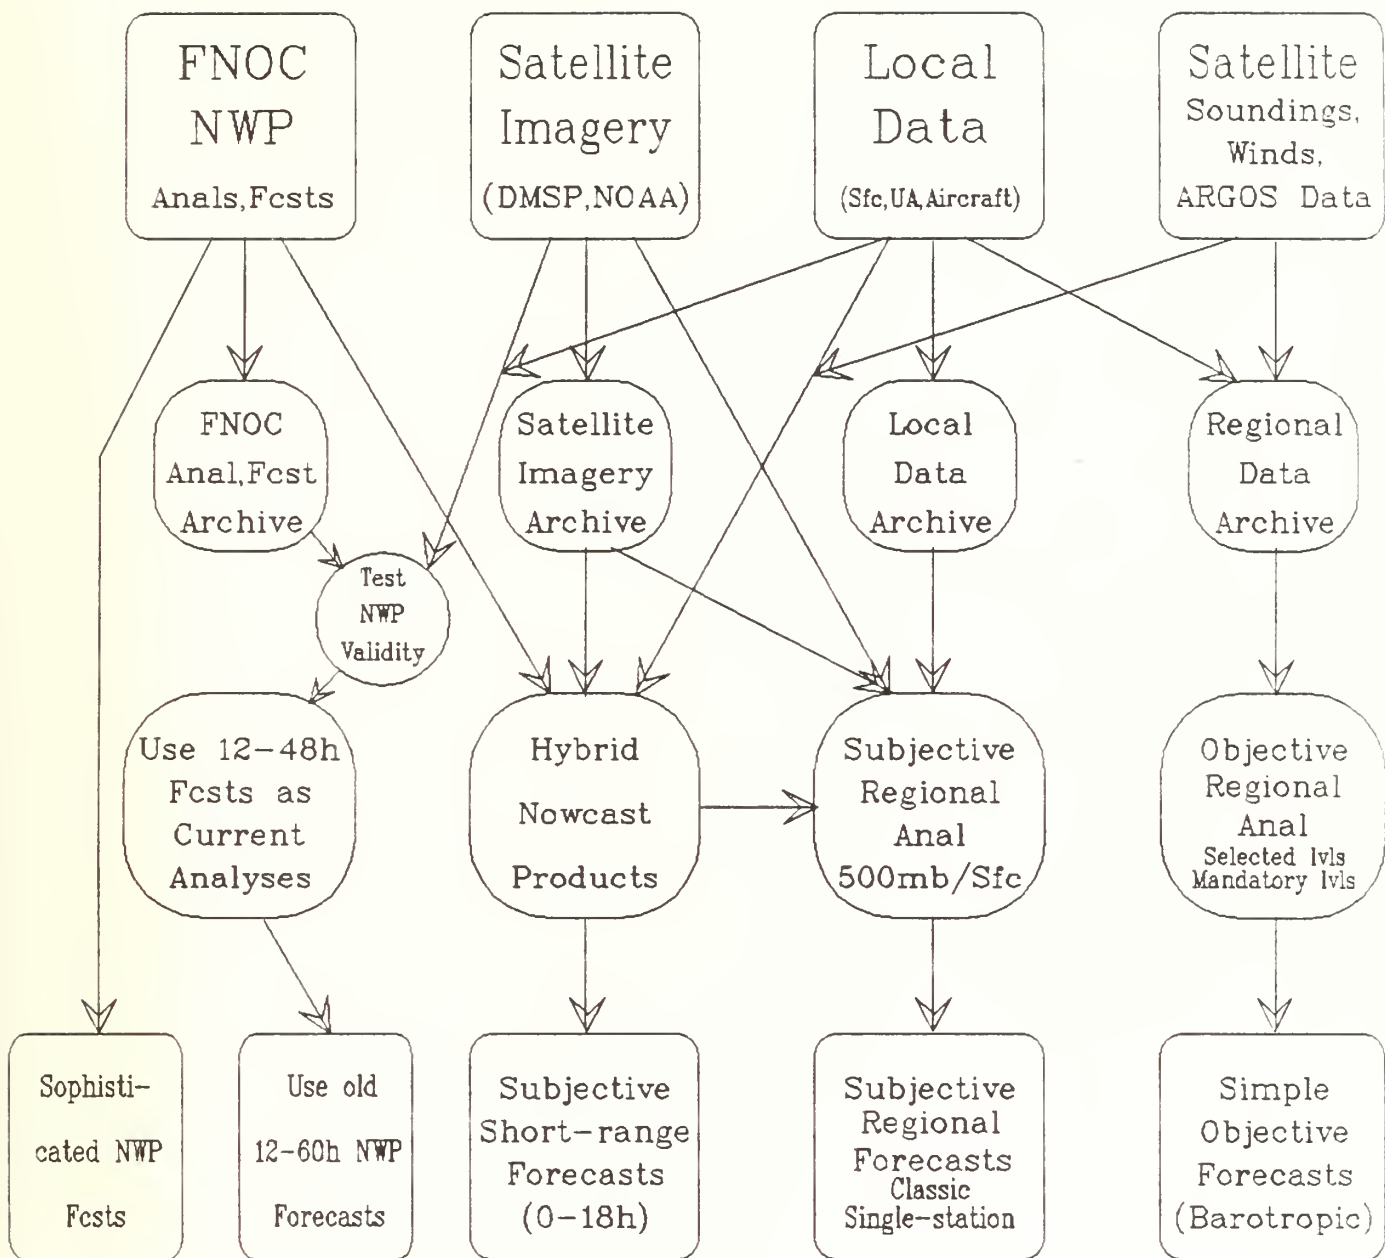 FNOC
NWP
Anals,Fcsts
Satellite
Imagery
(DMSP,NOAA)
Local
Data
(Sfc,UA,Aircraft)
Satellite
Soundings,
Winds,
ARGOS Data
FNOC
Anal,Fcst
Archive
Satellite
Imagery
Archive
Local
Data
Archive
Regional
Data
Archive
Test
NWP
Validity
Use 12-48h
Fcsts as
Current
Analyses
Hybrid
Nowcast
Products
Subjective
Regional
Anal
500mb/Sfc
Objective
Regional
Anal
Selected lvls
Mandatory lvls
Sophisti-
cated NWP
Fcsts
Use old
12-60h NWP
Forecasts
Subjective
Short-range
Forecasts
(0-18h)
Subjective
Regional
Forecasts
Classic
Single-station
Simple
Objective
Forecasts
(Barotropic)